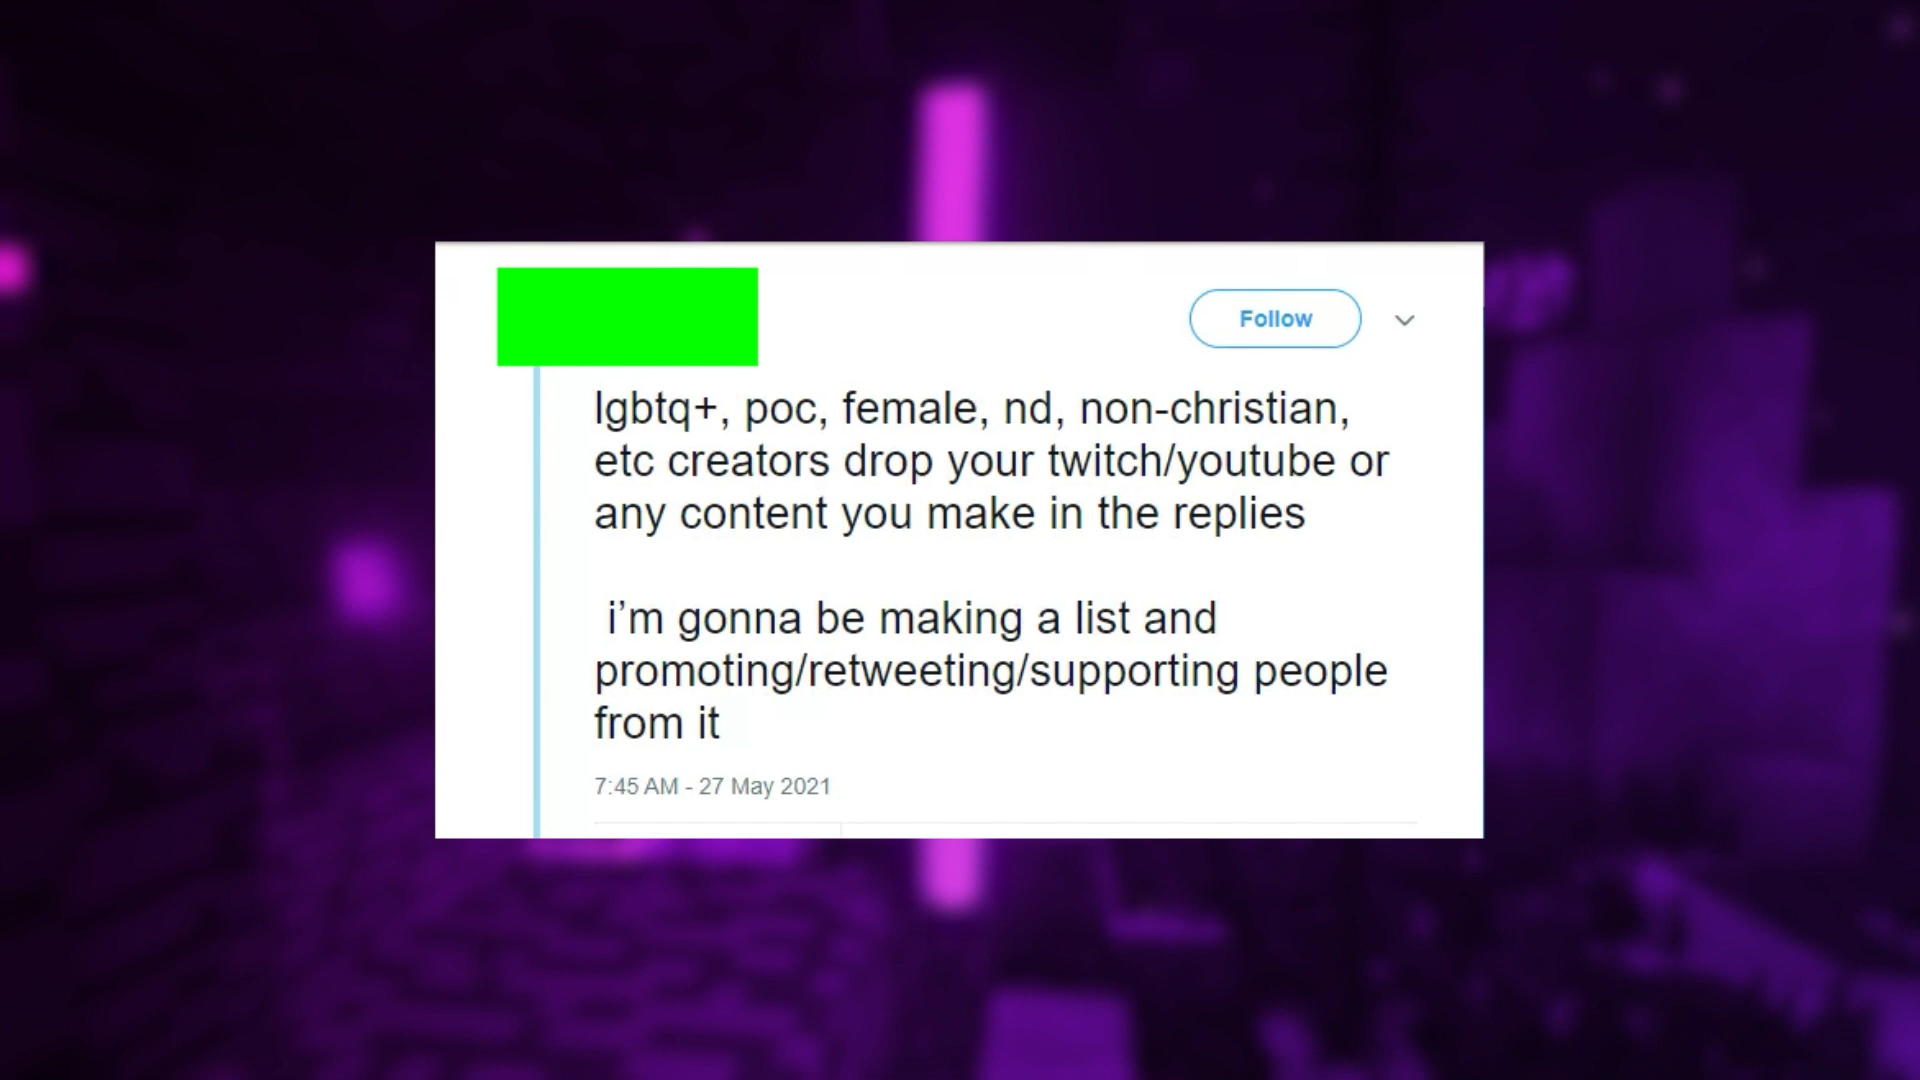 Follow
lgbtq+, poc, female, nd, non-christian,
etc creators drop your twitch/youtube or
any content you make in the replies
i’m gonna be making a list and
promoting/retweeting/supporting people
from it
7:45 AM - 27 May 2021